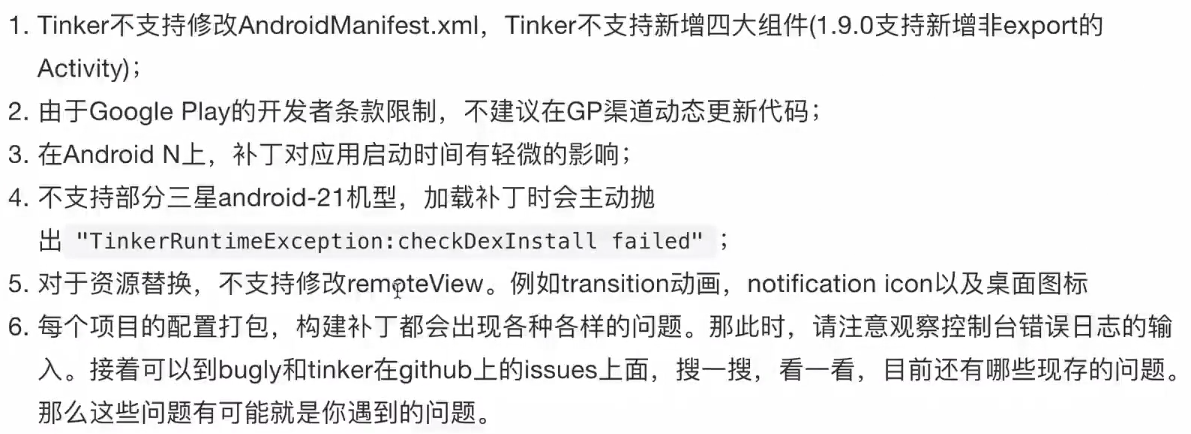 1. Tinker不支持修改AndroidManifest.xml，Tinker不支持新增四大组件(1.9.0支持新增非export的
Activity)；
2. 由于Google Play的开发者条款限制，不建议在GP渠道动态更新代码；
3. 在Android N上，补丁对应用启动时间有轻微的影响；
4. 不支持部分三星android-21机型，加载补丁时会主动抛
出 "TinkerRuntimeException:checkDexInstall failed" ；
5. 对于资源替换，不支持修改remoteView。例如transition动画，notification icon以及桌面图标
6. 每个项目的配置打包，构建补丁都会出现各种各样的问题。那此时，请注意观察控制台错误日志的输
入。接着可以到bugly和tinker在github上的issues上面，搜一搜，看一看，目前还有哪些现存的问题。
那么这些问题有可能就是你遇到的问题。